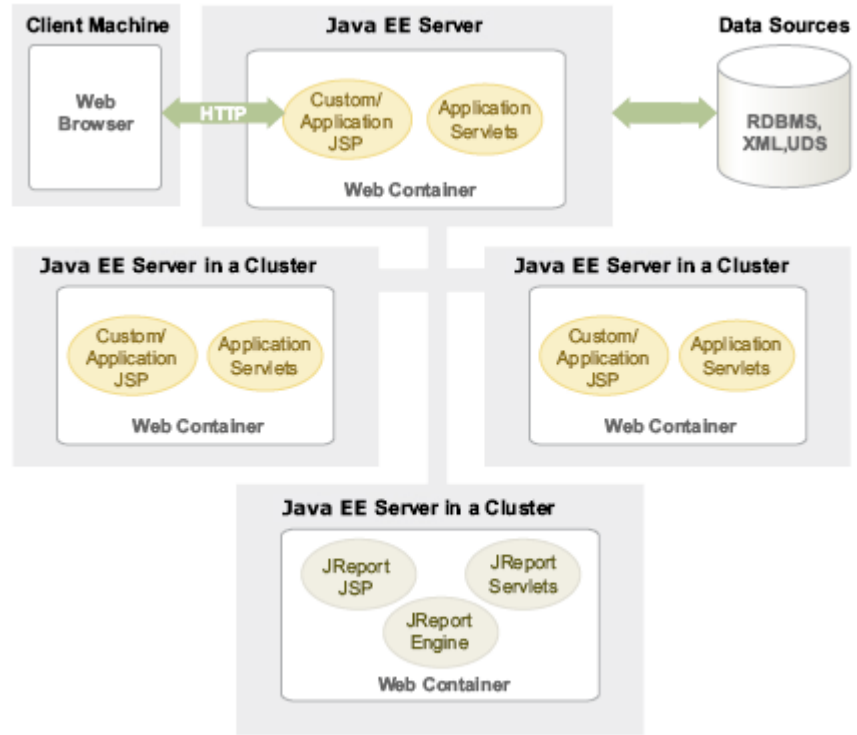 Client Machine
Web
Browser
HTTP
Java EE Server
Custom/
Application
JSP
Application
Servlets
Web Container
Data Sources
RDBMS,
XML,UDS
Java EE Server in a Cluster
Custom/
Application
JSP
Application
Servlets
Web Container
Java EE Server in a Cluster
Custom/
Application
JSP
Application
Servlets
Web Container
Java EE Server in a Cluster
JReport
JSP
JReport
Servlets
JReport
Engine
Web Container